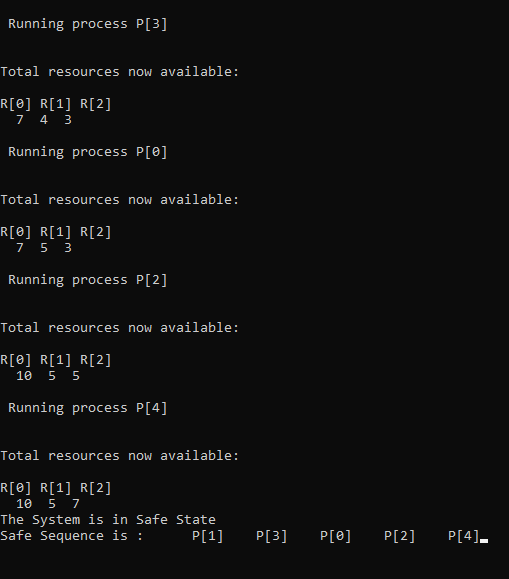 Running process P[3]
Total resources now available:
R[0] R[1] R[2]
7 4 3
Running process P[0]
Total resources now available:
R[0] R[1] R[2]
7 5 3
Running process P[2]
Total resources now available:
R[0] R[1] R[2]
10 5 5
Running process P[4]
Total resources now available:
R[0] R[1] R[2]
10 5 7
The System is in Safe State
Safe Sequence is : P[1] P[3] P[0] P[2] P[4]